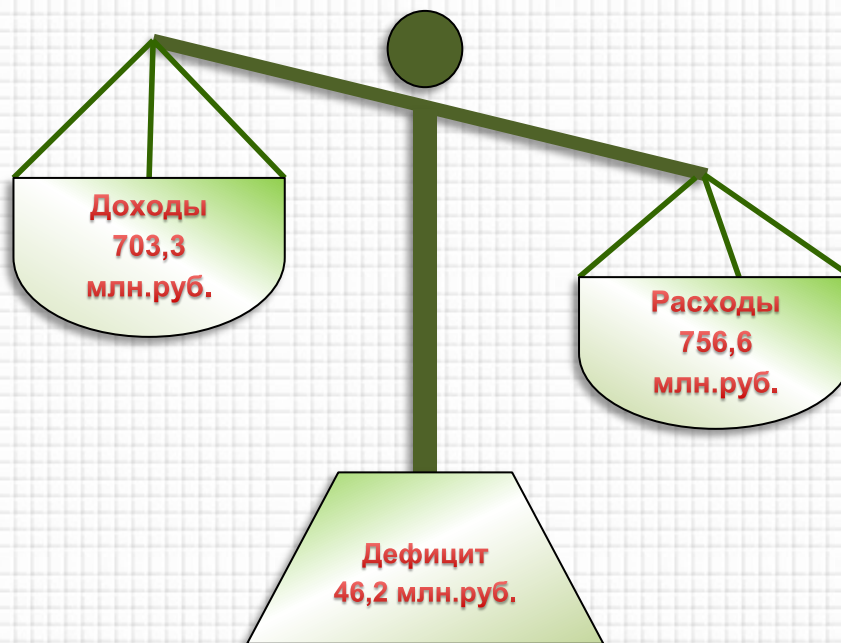 Доходы
703,3
млн.руб.
Расходы
756,6
млн.руб.
Дефицит
46,2 млн.руб.